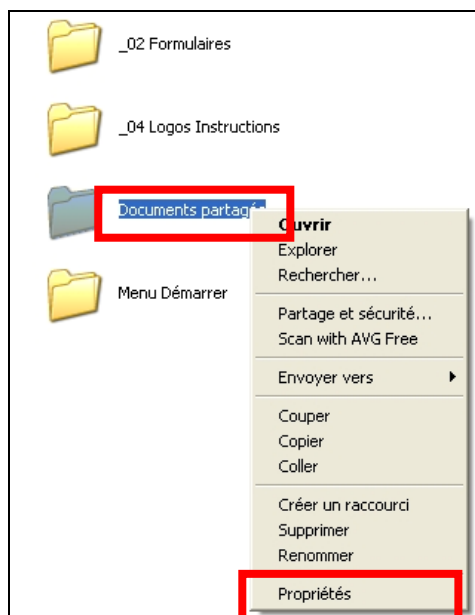 _02 Formulaires
_04 Logos Instructions
Documents partagés
Menu Démarrer
Ouvrir
Explorer
Rechercher...
Partage et sécurité...
Scan with AVG Free
Envoyer vers
Couper
Copier
Coller
Créer un raccourci
Supprimer
Renommer
Propriétés